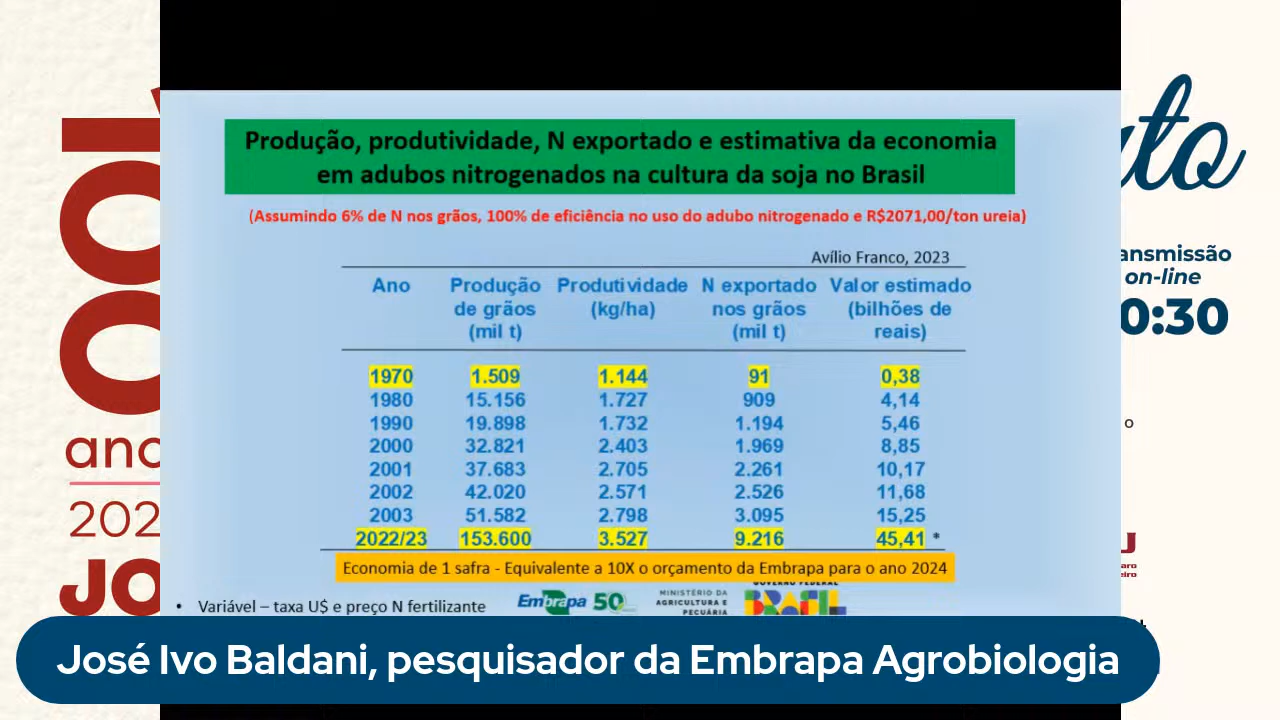 Produção, produtividade, N exportado e estimativa da economia
em adubos nitrogenados na cultura da soja no Brasil
(Assumindo 6% de N nos grãos, 100% de eficiência no uso do adubo nitrogenado e R$2071,00/ton ureia)
Avílio Franco, 2023
Ano Produção de grãos (mil t) Produtividade (kg/ha) N exportado nos grãos (mil t) Valor estimado (bilhões de reais)
1970 1.509 1.144 91 0,38
1980 15.156 1.727 909 4,14
1990 19.898 1.732 1.194 5,46
2000 32.821 2.403 1.969 8,85
2001 37.683 2.705 2.261 10,17
2002 42.020 2.571 2.526 11,68
2003 51.582 2.798 3.095 15,25
2022/23 153.600 3.527 9.216 45,41 *
Economia de 1 safra - Equivalente a 10X o orçamento da Embrapa para o ano 2024
• Variável – taxa U$ e preço N fertilizante
Embrapa 50
MINISTÉRIO DA
AGRICULTURA E
PECUÁRIA
GOVERNO FEDERAL
BRASIL
ano
202
JO
ansmissão
on-line
0:30
o
José Ivo Baldani, pesquisador da Embrapa Agrobiologia